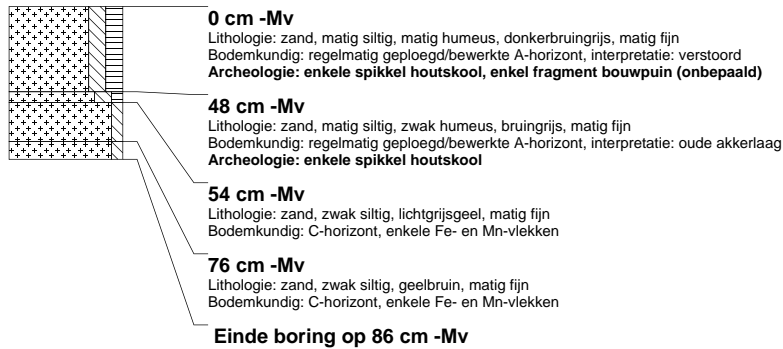 0 cm -Mv
Lithologie: zand, matig siltig, matig humeus, donkerbruingrijs, matig fijn
Bodemkundig: regelmatig geploegd/bewerkte A-horizont, interpretatie: verstoord
Archeologie: enkele spikkel houtskool, enkel fragment bouwpuin (onbepaald)
48 cm -Mv
Lithologie: zand, matig siltig, zwak humeus, bruingrijs, matig fijn
Bodemkundig: regelmatig geploegd/bewerkte A-horizont, interpretatie: oude akkerlaag
Archeologie: enkele spikkel houtskool
54 cm -Mv
Lithologie: zand, zwak siltig, lichtgrijsgeel, matig fijn
Bodemkundig: C-horizont, enkele Fe- en Mn-vlekken
76 cm -Mv
Lithologie: zand, zwak siltig, geelbruin, matig fijn
Bodemkundig: C-horizont, enkele Fe- en Mn-vlekken
Einde boring op 86 cm -Mv